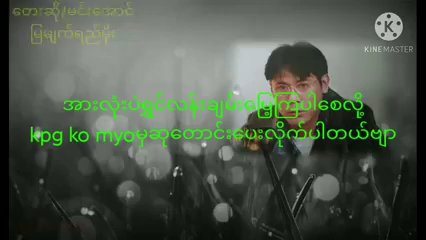 တေးဆို/မင်းအောင်
မြမျက်ရည်မိုး
KINEMASTER
အားလုံးပဲရွှင်လန်းချမ်းမြေ့ကြပါစေလို့
kpg ko myoမှဆုတောင်းပေးလိုက်ပါတယ်ဗျာ